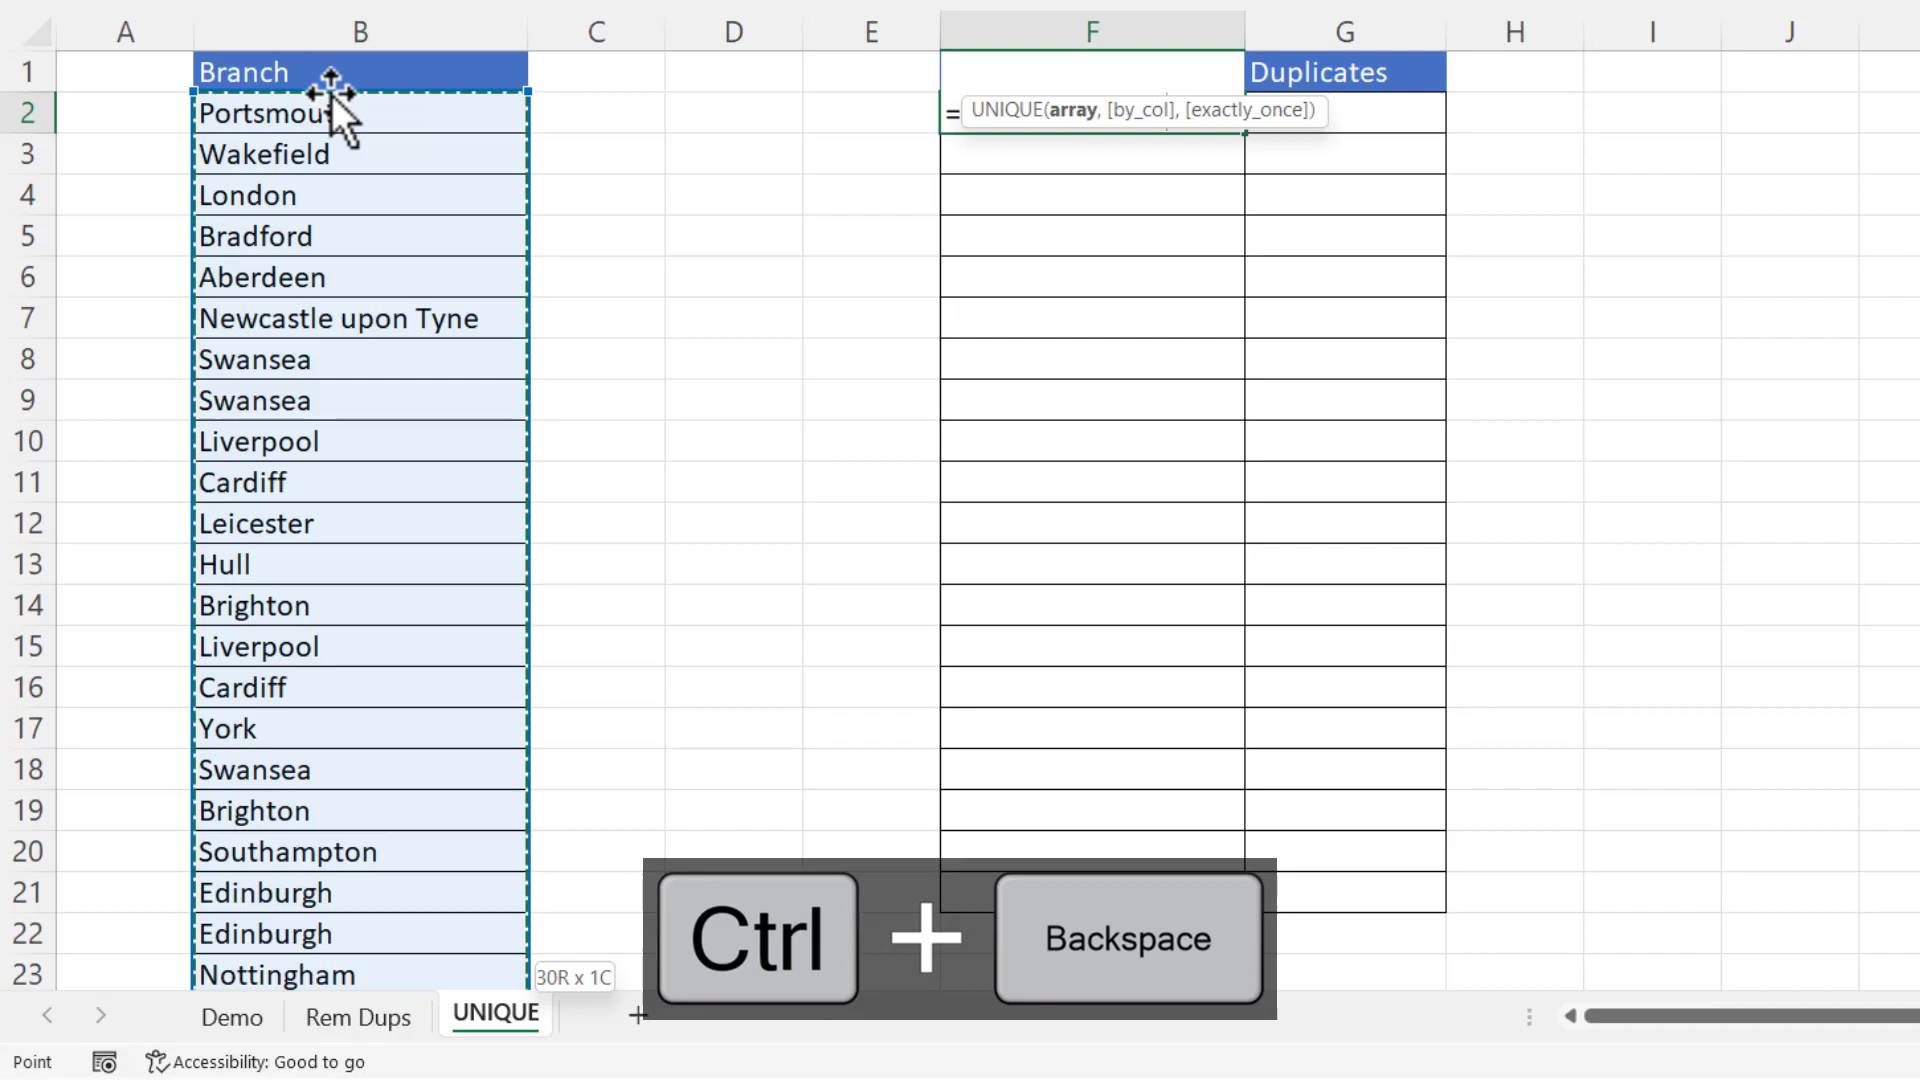 A B C D E F G H I J
1 Branch Duplicates
2 Portsmou = UNIQUE(array, [by_col], [exactly_once])
3 Wakefield
4 London
5 Bradford
6 Aberdeen
7 Newcastle upon Tyne
8 Swansea
9 Swansea
10 Liverpool
11 Cardiff
12 Leicester
13 Hull
14 Brighton
15 Liverpool
16 Cardiff
17 York
18 Swansea
19 Brighton
20 Southampton
21 Edinburgh
22 Edinburgh
23 Nottingham 30R x 1C
Ctrl + Backspace
Demo Rem Dups UNIQUE +
Point Accessibility: Good to go